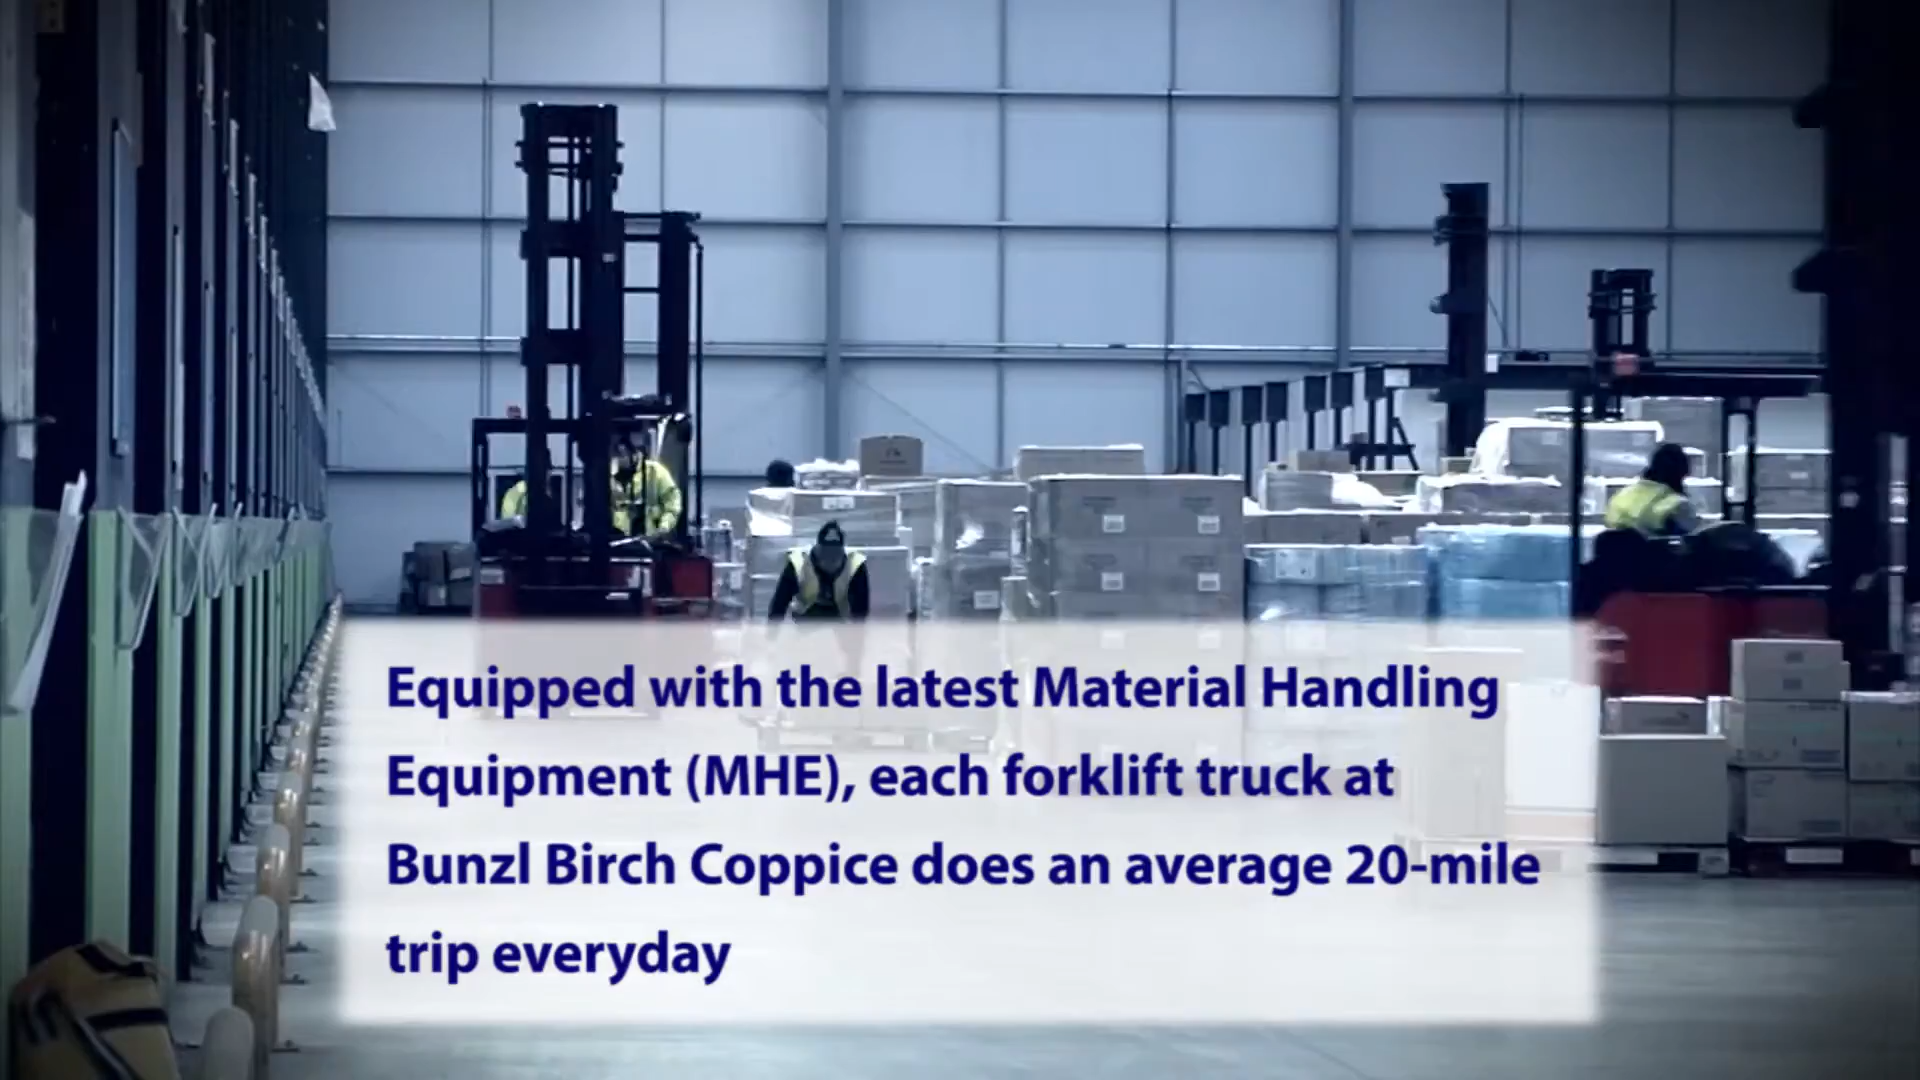 Equipped with the latest Material Handling
Equipment (MHE), each forklift truck at
Bunzl Birch Coppice does an average 20-mile
trip everyday